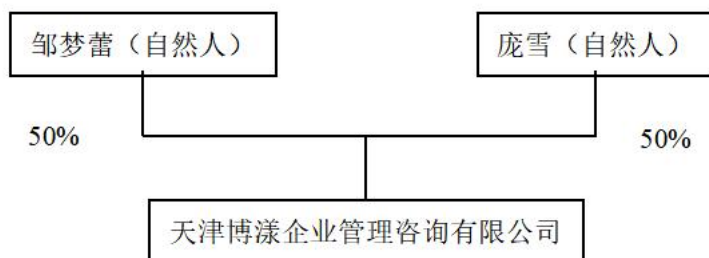 邹梦蕾（自然人）
庞雪（自然人）
50%
50%
天津博漾企业管理咨询有限公司